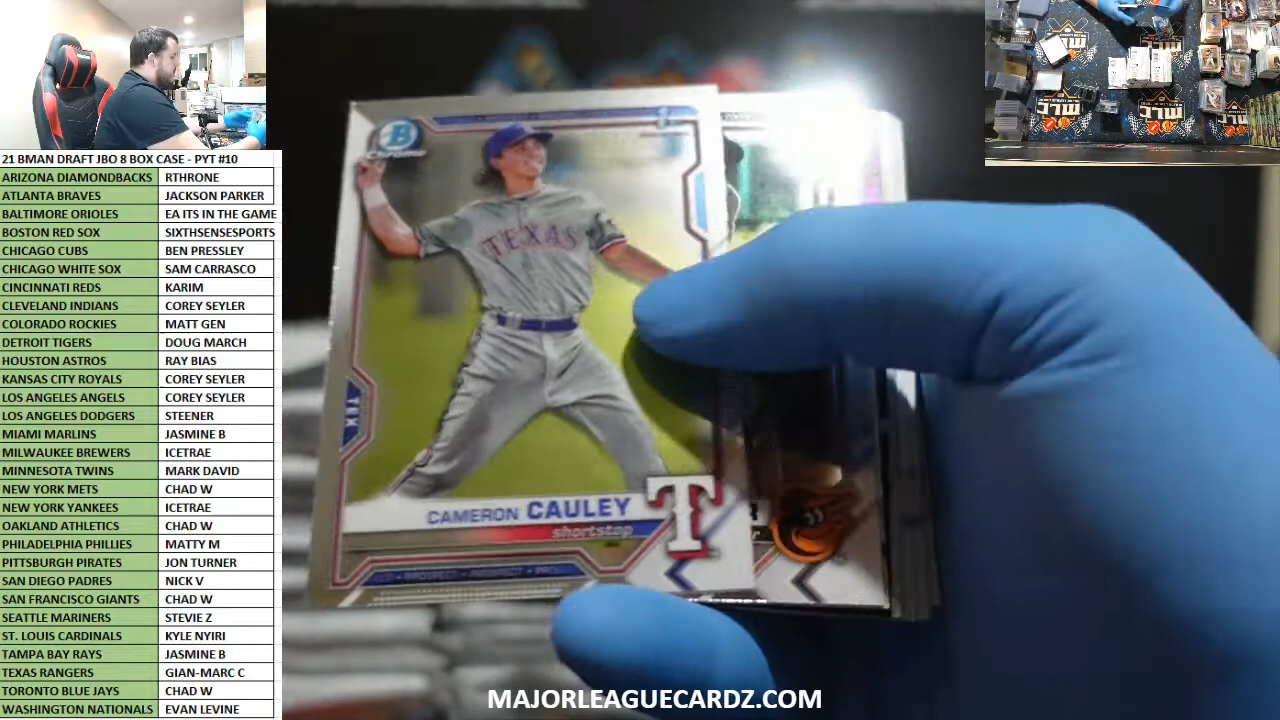 21 BMAN DRAFT JBO 8 BOX CASE - PYT #10
ARIZONA DIAMONDBACKS RTHRONE
ATLANTA BRAVES JACKSON PARKER
BALTIMORE ORIOLES EA ITS IN THE GAME
BOSTON RED SOX SIXTHSENSESPORTS
CHICAGO CUBS BEN PRESSLEY
CHICAGO WHITE SOX SAM CARRASCO
CINCINNATI REDS KARIM
CLEVELAND INDIANS COREY SEYLER
COLORADO ROCKIES MATT GEN
DETROIT TIGERS DOUG MARCH
HOUSTON ASTROS RAY BIAS
KANSAS CITY ROYALS COREY SEYLER
LOS ANGELES ANGELS COREY SEYLER
LOS ANGELES DODGERS STEENER
MIAMI MARLINS JASMINE B
MILWAUKEE BREWERS ICETRAE
MINNESOTA TWINS MARK DAVID
NEW YORK METS CHAD W
NEW YORK YANKEES ICETRAE
OAKLAND ATHLETICS CHAD W
PHILADELPHIA PHILLIES MATTY M
PITTSBURGH PIRATES JON TURNER
SAN DIEGO PADRES NICK V
SAN FRANCISCO GIANTS CHAD W
SEATTLE MARINERS STEVIE Z
ST. LOUIS CARDINALS KYLE NYIRI
TAMPA BAY RAYS JASMINE B
TEXAS RANGERS GIAN-MARC C
TORONTO BLUE JAYS CHAD W
WASHINGTON NATIONALS EVAN LEVINE
B
Chrome
TEXAS
TEX
CAMERON CAULEY
shortstop
T
MAJORLEAGUECARDZ.COM